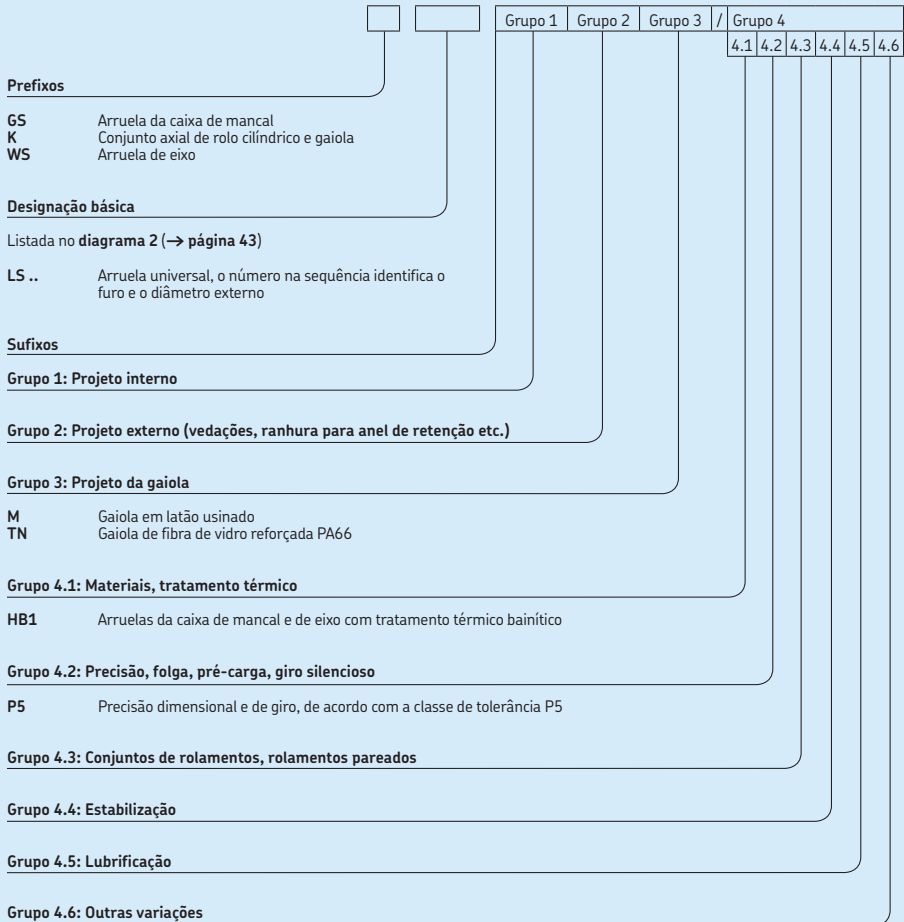 Grupo 1 Grupo 2 Grupo 3 / Grupo 4
4.1 4.2 4.3 4.4 4.5 4.6
Prefixos
GS Arruela da caixa de mancal
K Conjunto axial de rolo cilíndrico e gaiola
WS Arruela de eixo
Designação básica
Listada no diagrama 2 (→ página 43)
LS .. Arruela universal, o número na sequência identifica o
furo e o diâmetro externo
Sufixos
Grupo 1: Projeto interno
Grupo 2: Projeto externo (vedações, ranhura para anel de retenção etc.)
Grupo 3: Projeto da gaiola
M Gaiola em latão usinado
TN Gaiola de fibra de vidro reforçada PA66
Grupo 4.1: Materiais, tratamento térmico
HB1 Arruelas da caixa de mancal e de eixo com tratamento térmico bainítico
Grupo 4.2: Precisão, folga, pré-carga, giro silencioso
P5 Precisão dimensional e de giro, de acordo com a classe de tolerância P5
Grupo 4.3: Conjuntos de rolamentos, rolamentos pareados
Grupo 4.4: Estabilização
Grupo 4.5: Lubrificação
Grupo 4.6: Outras variações